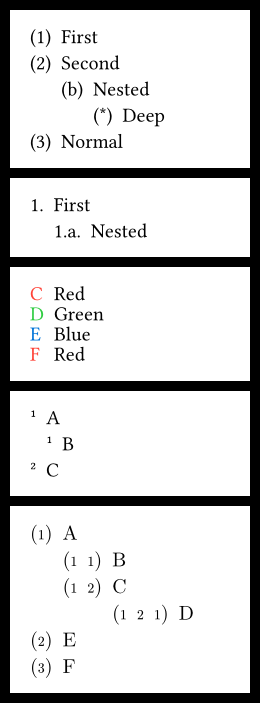 (1) First
(2) Second
(b) Nested
(*) Deep
(3) Normal
1. First
1.a. Nested
C Red
D Green
E Blue
F Red
¹ A
¹ B
² C
(1) A
(1 1) B
(1 2) C
(1 2 1) D
(2) E
(3) F